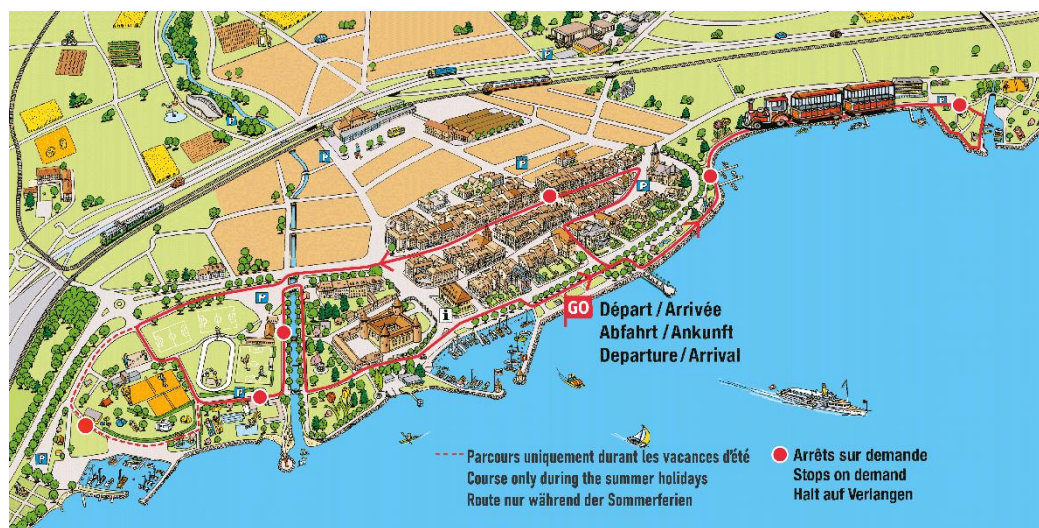 P
P
P
P
P
P
P
P
P
P
i
GO
Départ / Arrivée
Abfahrt / Ankunft
Departure / Arrival
Parcours uniquement durant les vacances d'été
Course only during the summer holidays
Route nur während der Sommerferien
Arrêts sur demande
Stops on demand
Halt auf Verlangen